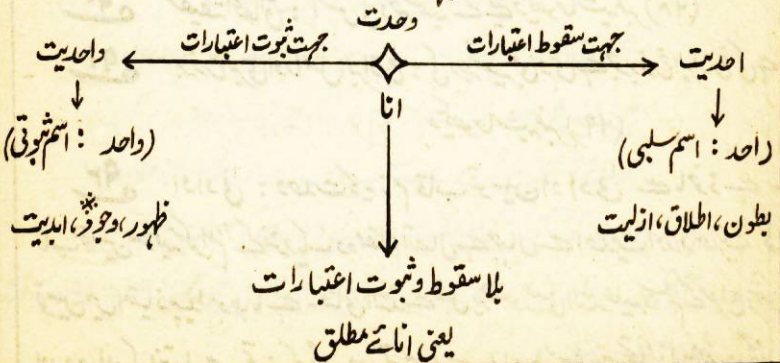 وحدت
احدیت جہت سقوط اعتبارات جہت ثبوت اعتبارات واحدیت
انا
(احد : اسم سلبی) (واحد : اسم ثبوتی)
بطون، اطلاق، ازلیت ظہور، وجود، ابدیت
بلا سقوط و ثبوت اعتبارات
یعنی انائے مطلق